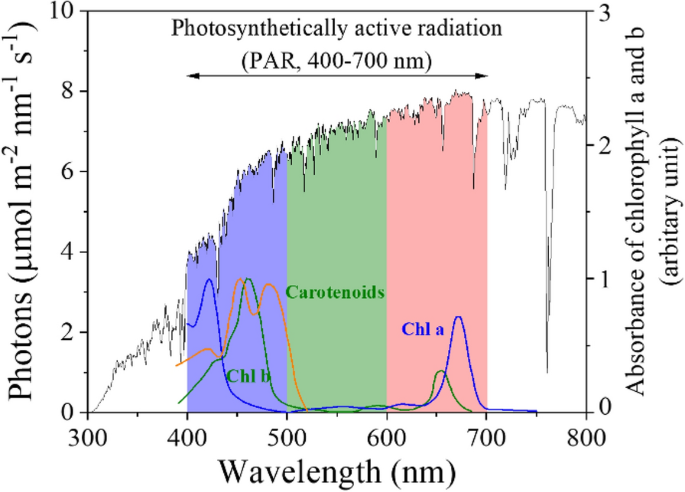 Photosynthetically active radiation
(PAR, 400-700 nm)
Photons (µmol m-2 nm-1 s-1)
10
8
6
4
2
0
3
2
1
0
Absorbance of chlorophyll a and b
(arbitary unit)
Carotenoids
Chl a
Chl b
300
400
500
600
700
800
Wavelength (nm)